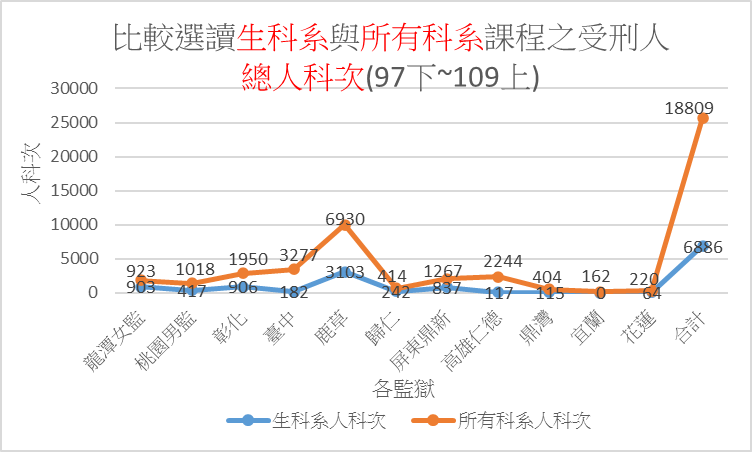 比較選讀生科系與所有科系課程之受刑人
總人科次(97下~109上)
人科次
30000
25000
20000
15000
10000
5000
0
923 1018 1950 3277 6930 414 1267 2244 404 162 220 18809
903 417 906 182 3103 242 837 117 115 0 64 6886
龍潭女監 桃園男監 彰化 臺中 鹿草 歸仁 屏東鼎新 高雄仁德 鼎灣 宜蘭 花蓮 合計
各監獄
生科系人科次 所有科系人科次